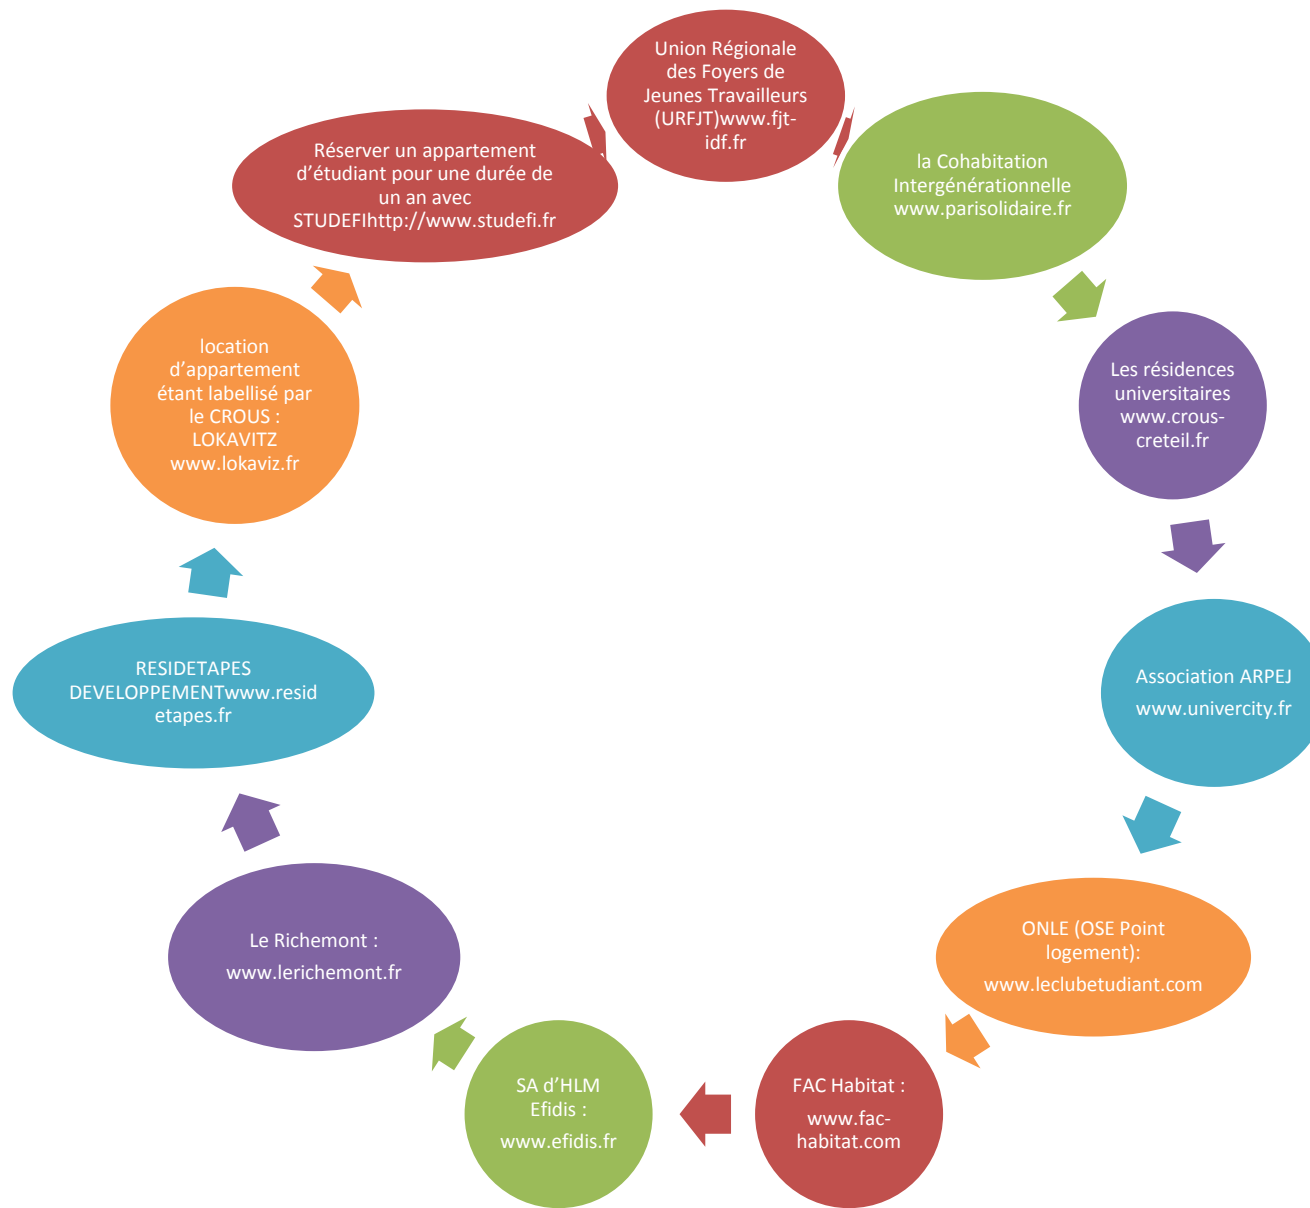 Union Régionale
des Foyers de
Jeunes Travailleurs
(URFJT)www.fjt-
idf.fr
la Cohabitation
Intergénérationnelle
www.parisolidaire.fr
Les résidences
universitaires
www.crous-
creteil.fr
Association ARPEJ
www.univercity.fr
ONLE (OSE Point
logement):
www.leclubetudiant.com
FAC Habitat :
www.fac-
habitat.com
SA d’HLM
Efidis :
www.efidis.fr
Le Richemont :
www.lerichemont.fr
RESIDETAPES
DEVELOPPEMENTwww.resid
etapes.fr
location
d’appartement
étant labellisé par
le CROUS :
LOKAVITZ
www.lokaviz.fr
Réserver un appartement
d’étudiant pour une durée de
un an avec
STUDEFIhttp://www.studefi.fr